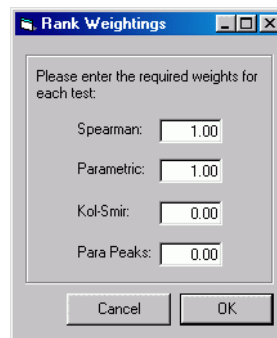 Rank Weightings
Please enter the required weights for
each test:
Spearman: 1.00
Parametric: 1.00
Kol-Smir: 0.00
Para Peaks: 0.00
Cancel OK